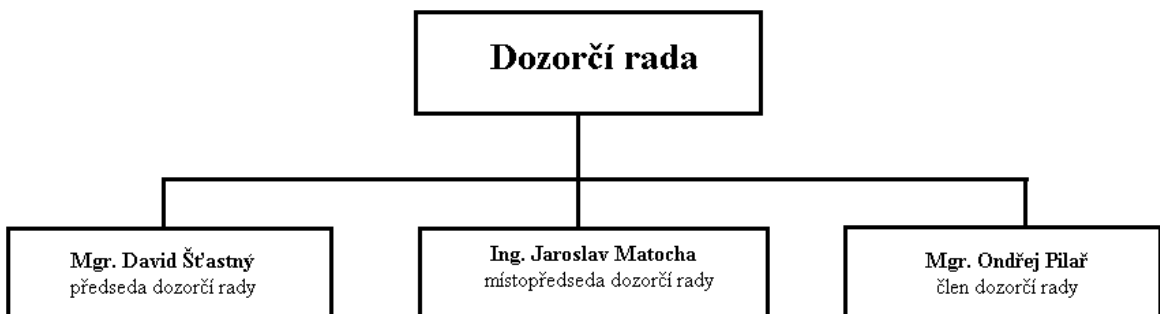 Dozorčí rada
Mgr. David Šťastný
předseda dozorčí rady
Ing. Jaroslav Matocha
místopředseda dozorčí rady
Mgr. Ondřej Pilař
člen dozorčí rady